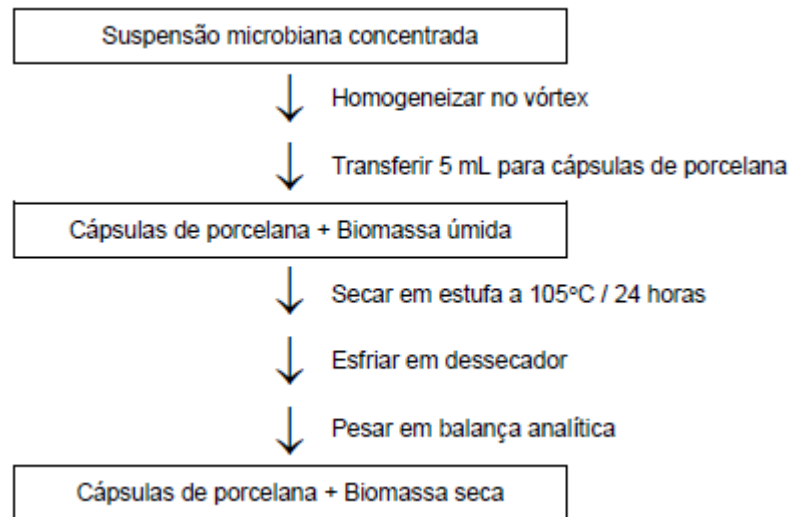 Suspensão microbiana concentrada
Homogeneizar no vórtex
Transferir 5 mL para cápsulas de porcelana
Cápsulas de porcelana + Biomassa úmida
Secar em estufa a 105ºC / 24 horas
Esfriar em dessecador
Pesar em balança analítica
Cápsulas de porcelana + Biomassa seca